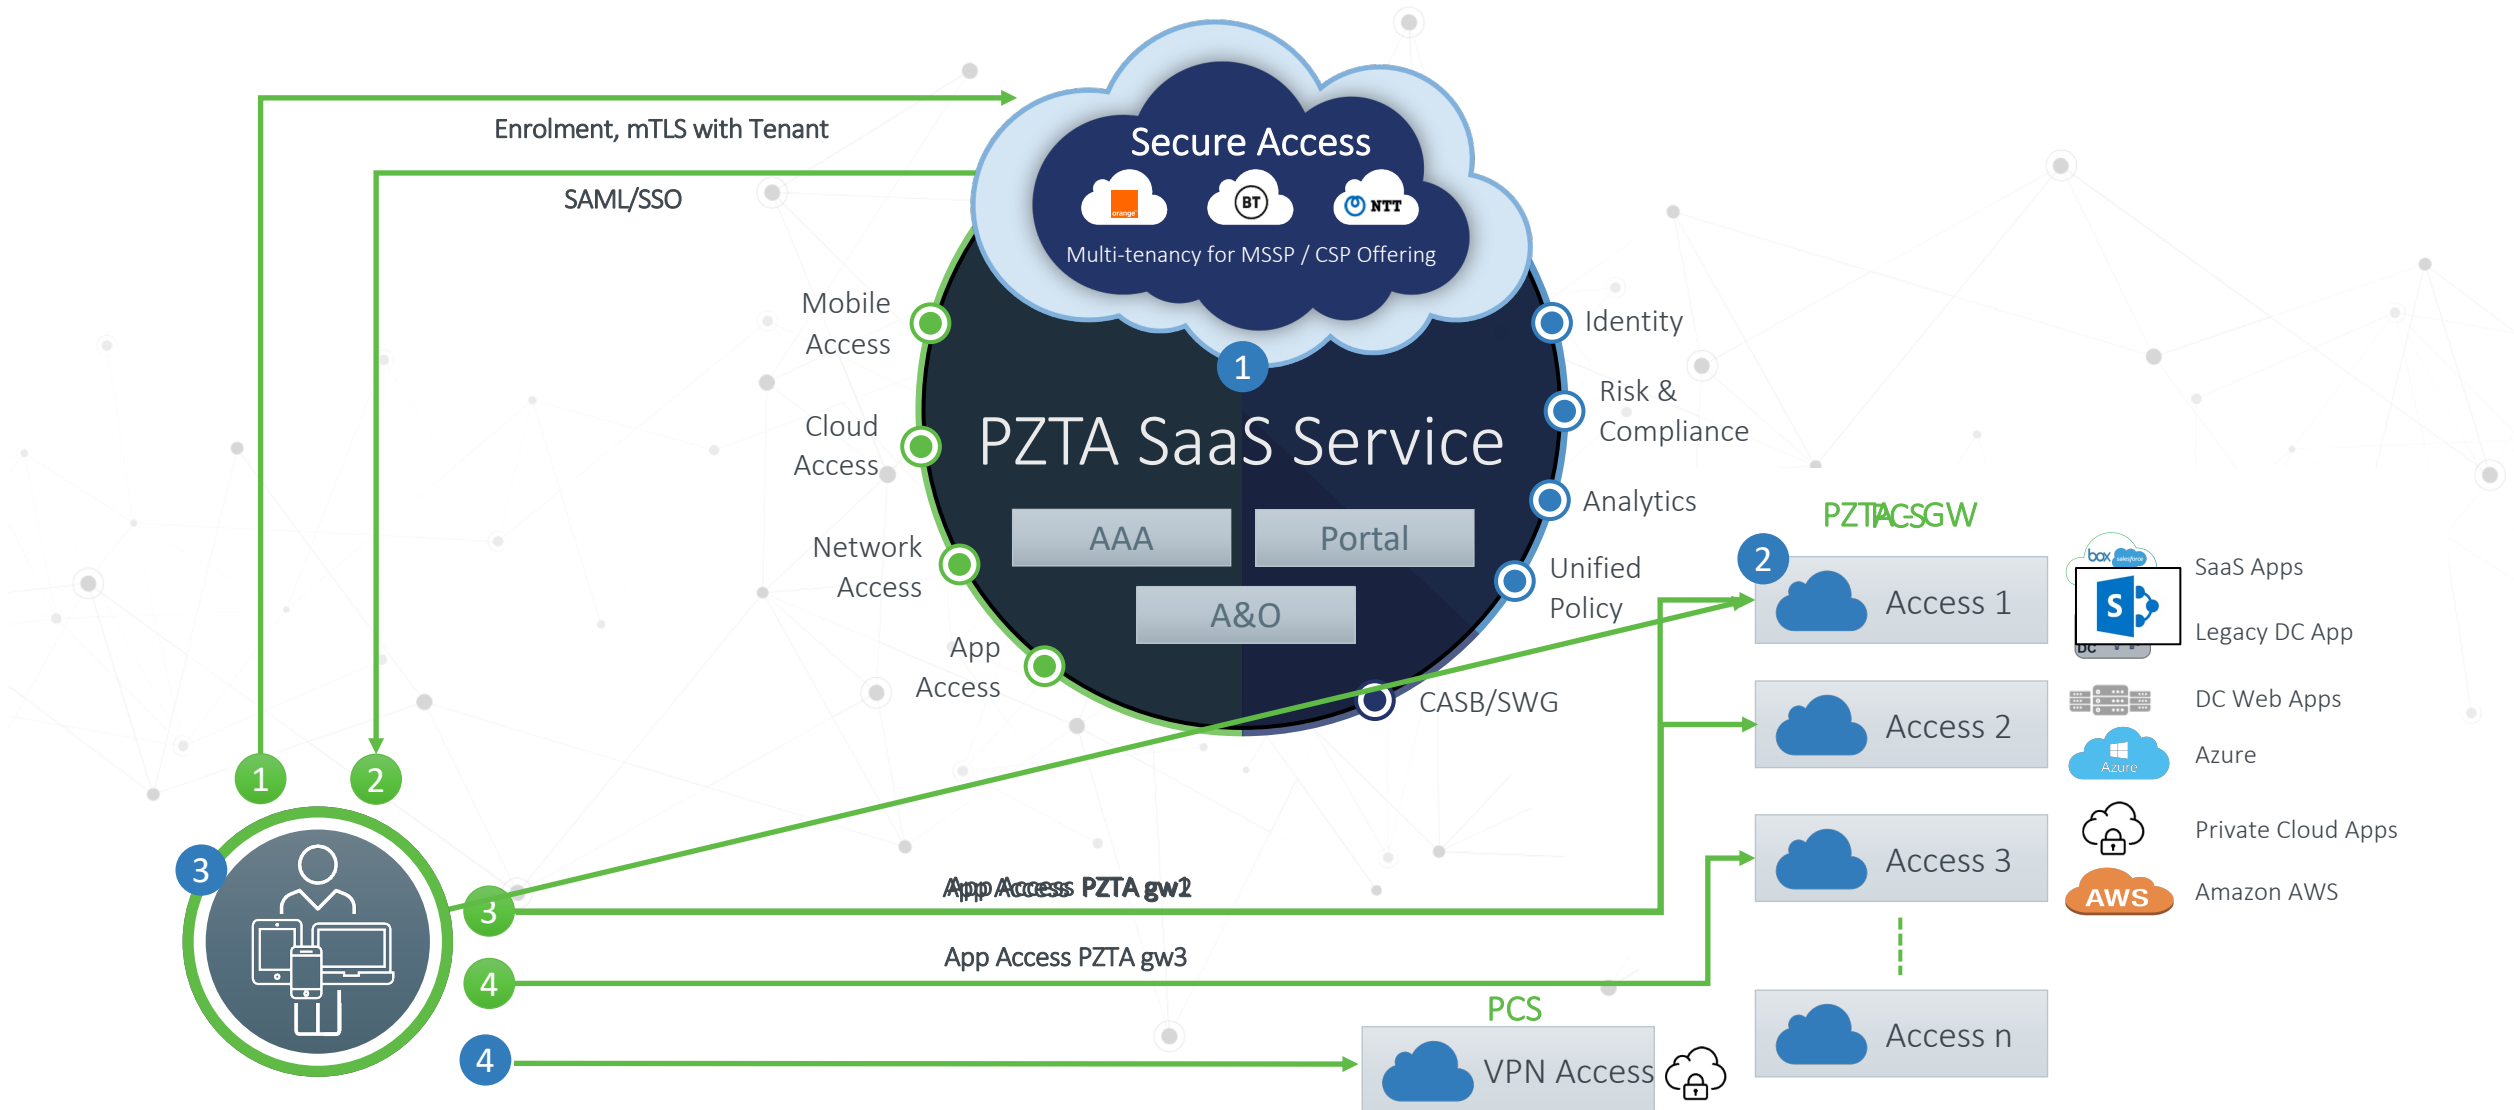 Enrolment, mTLS with Tenant
SAML/SSO
Secure Access
orange
BT
NTT
Multi-tenancy for MSSP / CSP Offering
1
PZTA SaaS Service
AAA
Portal
A&O
Mobile
Access
Cloud
Access
Network
Access
App
Access
Identity
Risk &
Compliance
Analytics
Unified
Policy
CASB/SWG
2
Access 1
Access 2
Access 3
Access n
box
salesforce
S
DC
SaaS Apps
Legacy DC App
DC Web Apps
Azure
Azure
Private Cloud Apps
AWS
Amazon AWS
1
2
3
3
App Access PZTA
4
App Access PZTA gw3
4
PCS
VPN Access